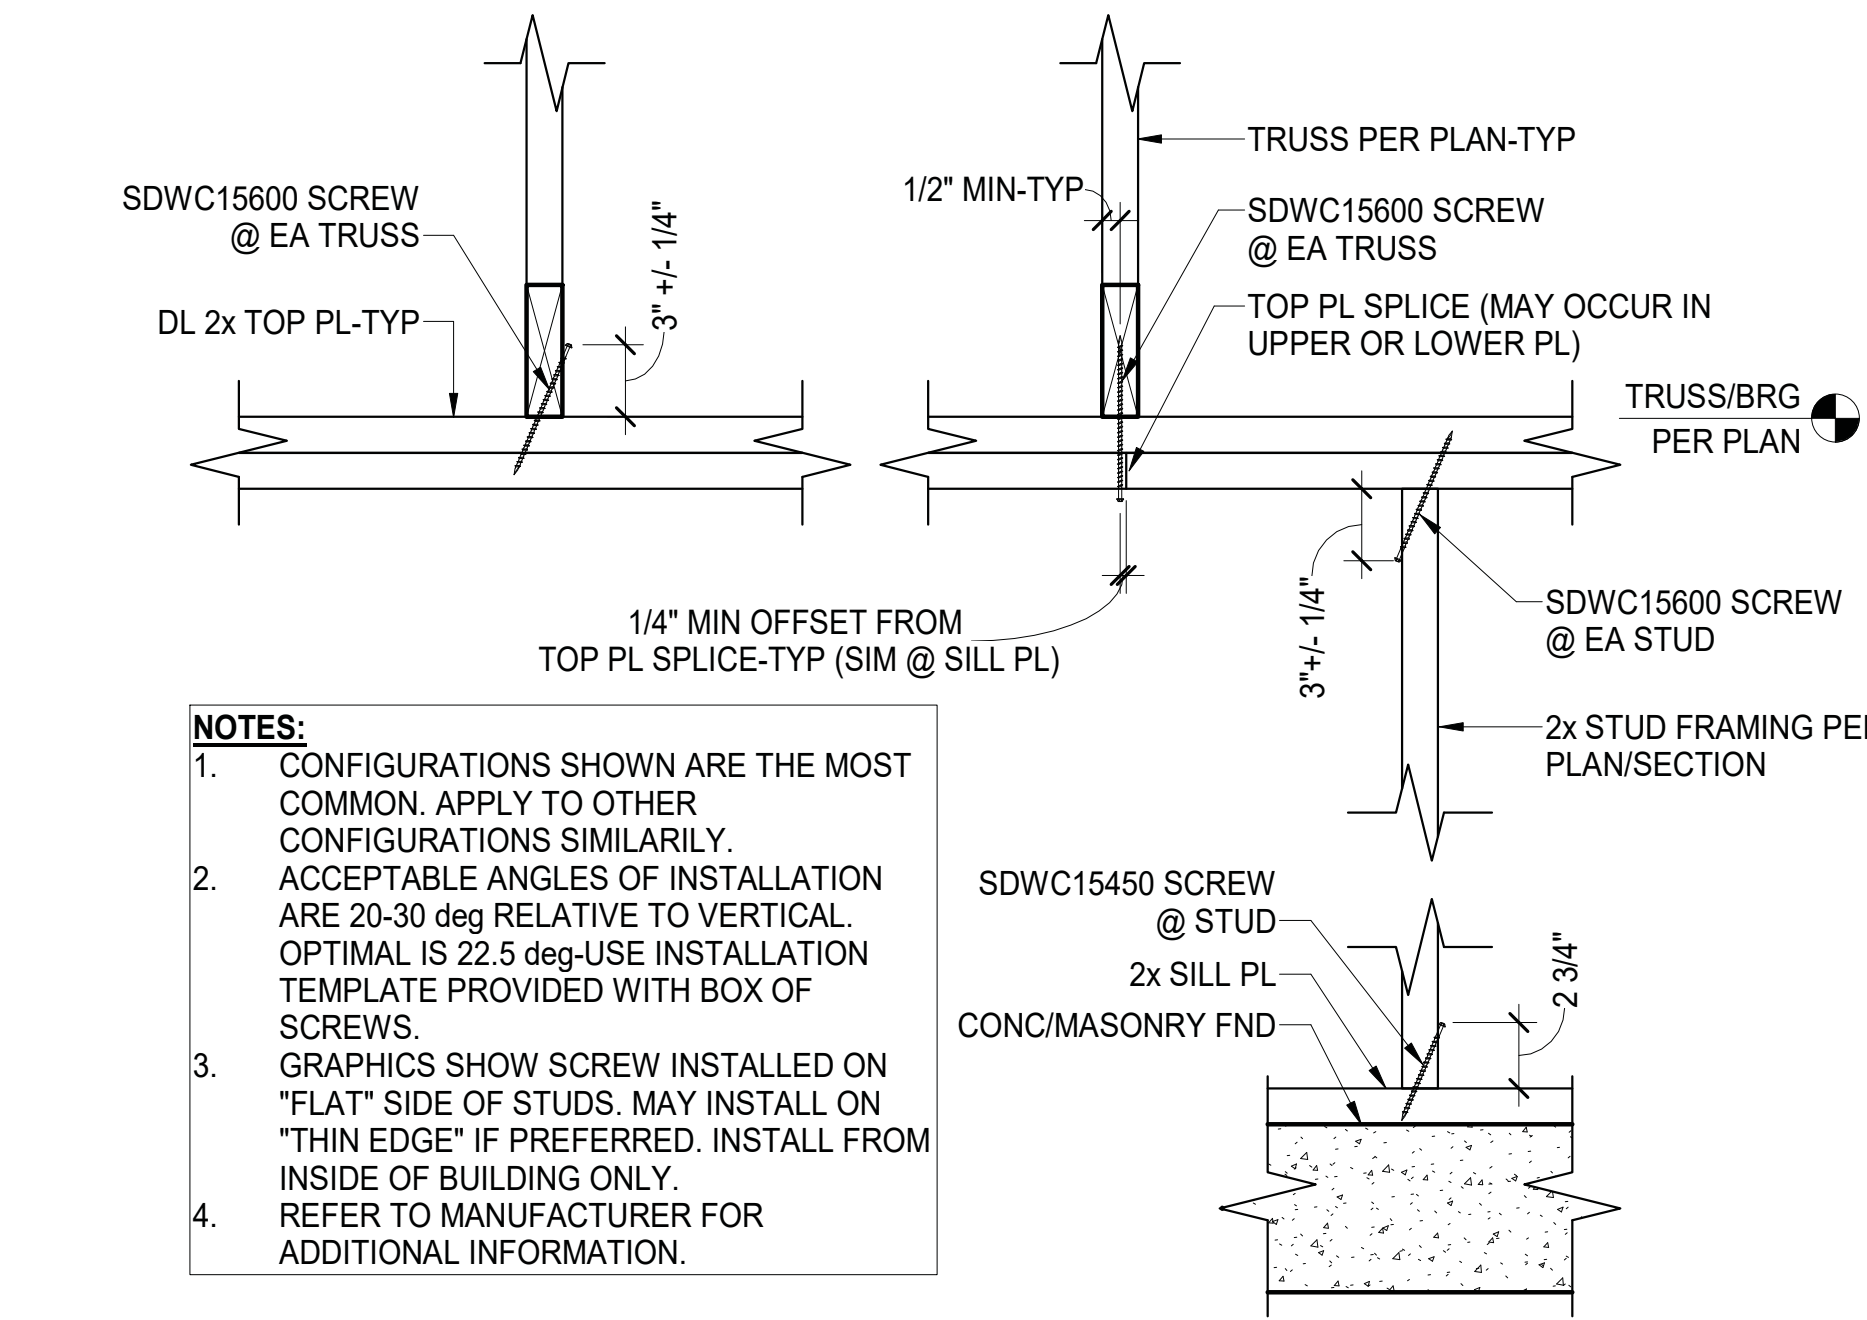 SDWC15600 SCREW
@ EA TRUSS
DL 2x TOP PL-TYP
3" +/- 1/4"
1/2" MIN-TYP
TRUSS PER PLAN-TYP
SDWC15600 SCREW
@ EA TRUSS
TOP PL SPLICE (MAY OCCUR IN
UPPER OR LOWER PL)
TRUSS/BRG
PER PLAN
1/4" MIN OFFSET FROM
TOP PL SPLICE-TYP (SIM @ SILL PL)
3"+/- 1/4"
SDWC15600 SCREW
@ EA STUD
2x STUD FRAMING PE
PLAN/SECTION
SDWC15450 SCREW
@ STUD
2x SILL PL
CONC/MASONRY FND
2 3/4"
NOTES:
1. CONFIGURATIONS SHOWN ARE THE MOST
COMMON. APPLY TO OTHER
CONFIGURATIONS SIMILARILY.
2. ACCEPTABLE ANGLES OF INSTALLATION
ARE 20-30 deg RELATIVE TO VERTICAL.
OPTIMAL IS 22.5 deg-USE INSTALLATION
TEMPLATE PROVIDED WITH BOX OF
SCREWS.
3. GRAPHICS SHOW SCREW INSTALLED ON
"FLAT" SIDE OF STUDS. MAY INSTALL ON
"THIN EDGE" IF PREFERRED. INSTALL FROM
INSIDE OF BUILDING ONLY.
4. REFER TO MANUFACTURER FOR
ADDITIONAL INFORMATION.